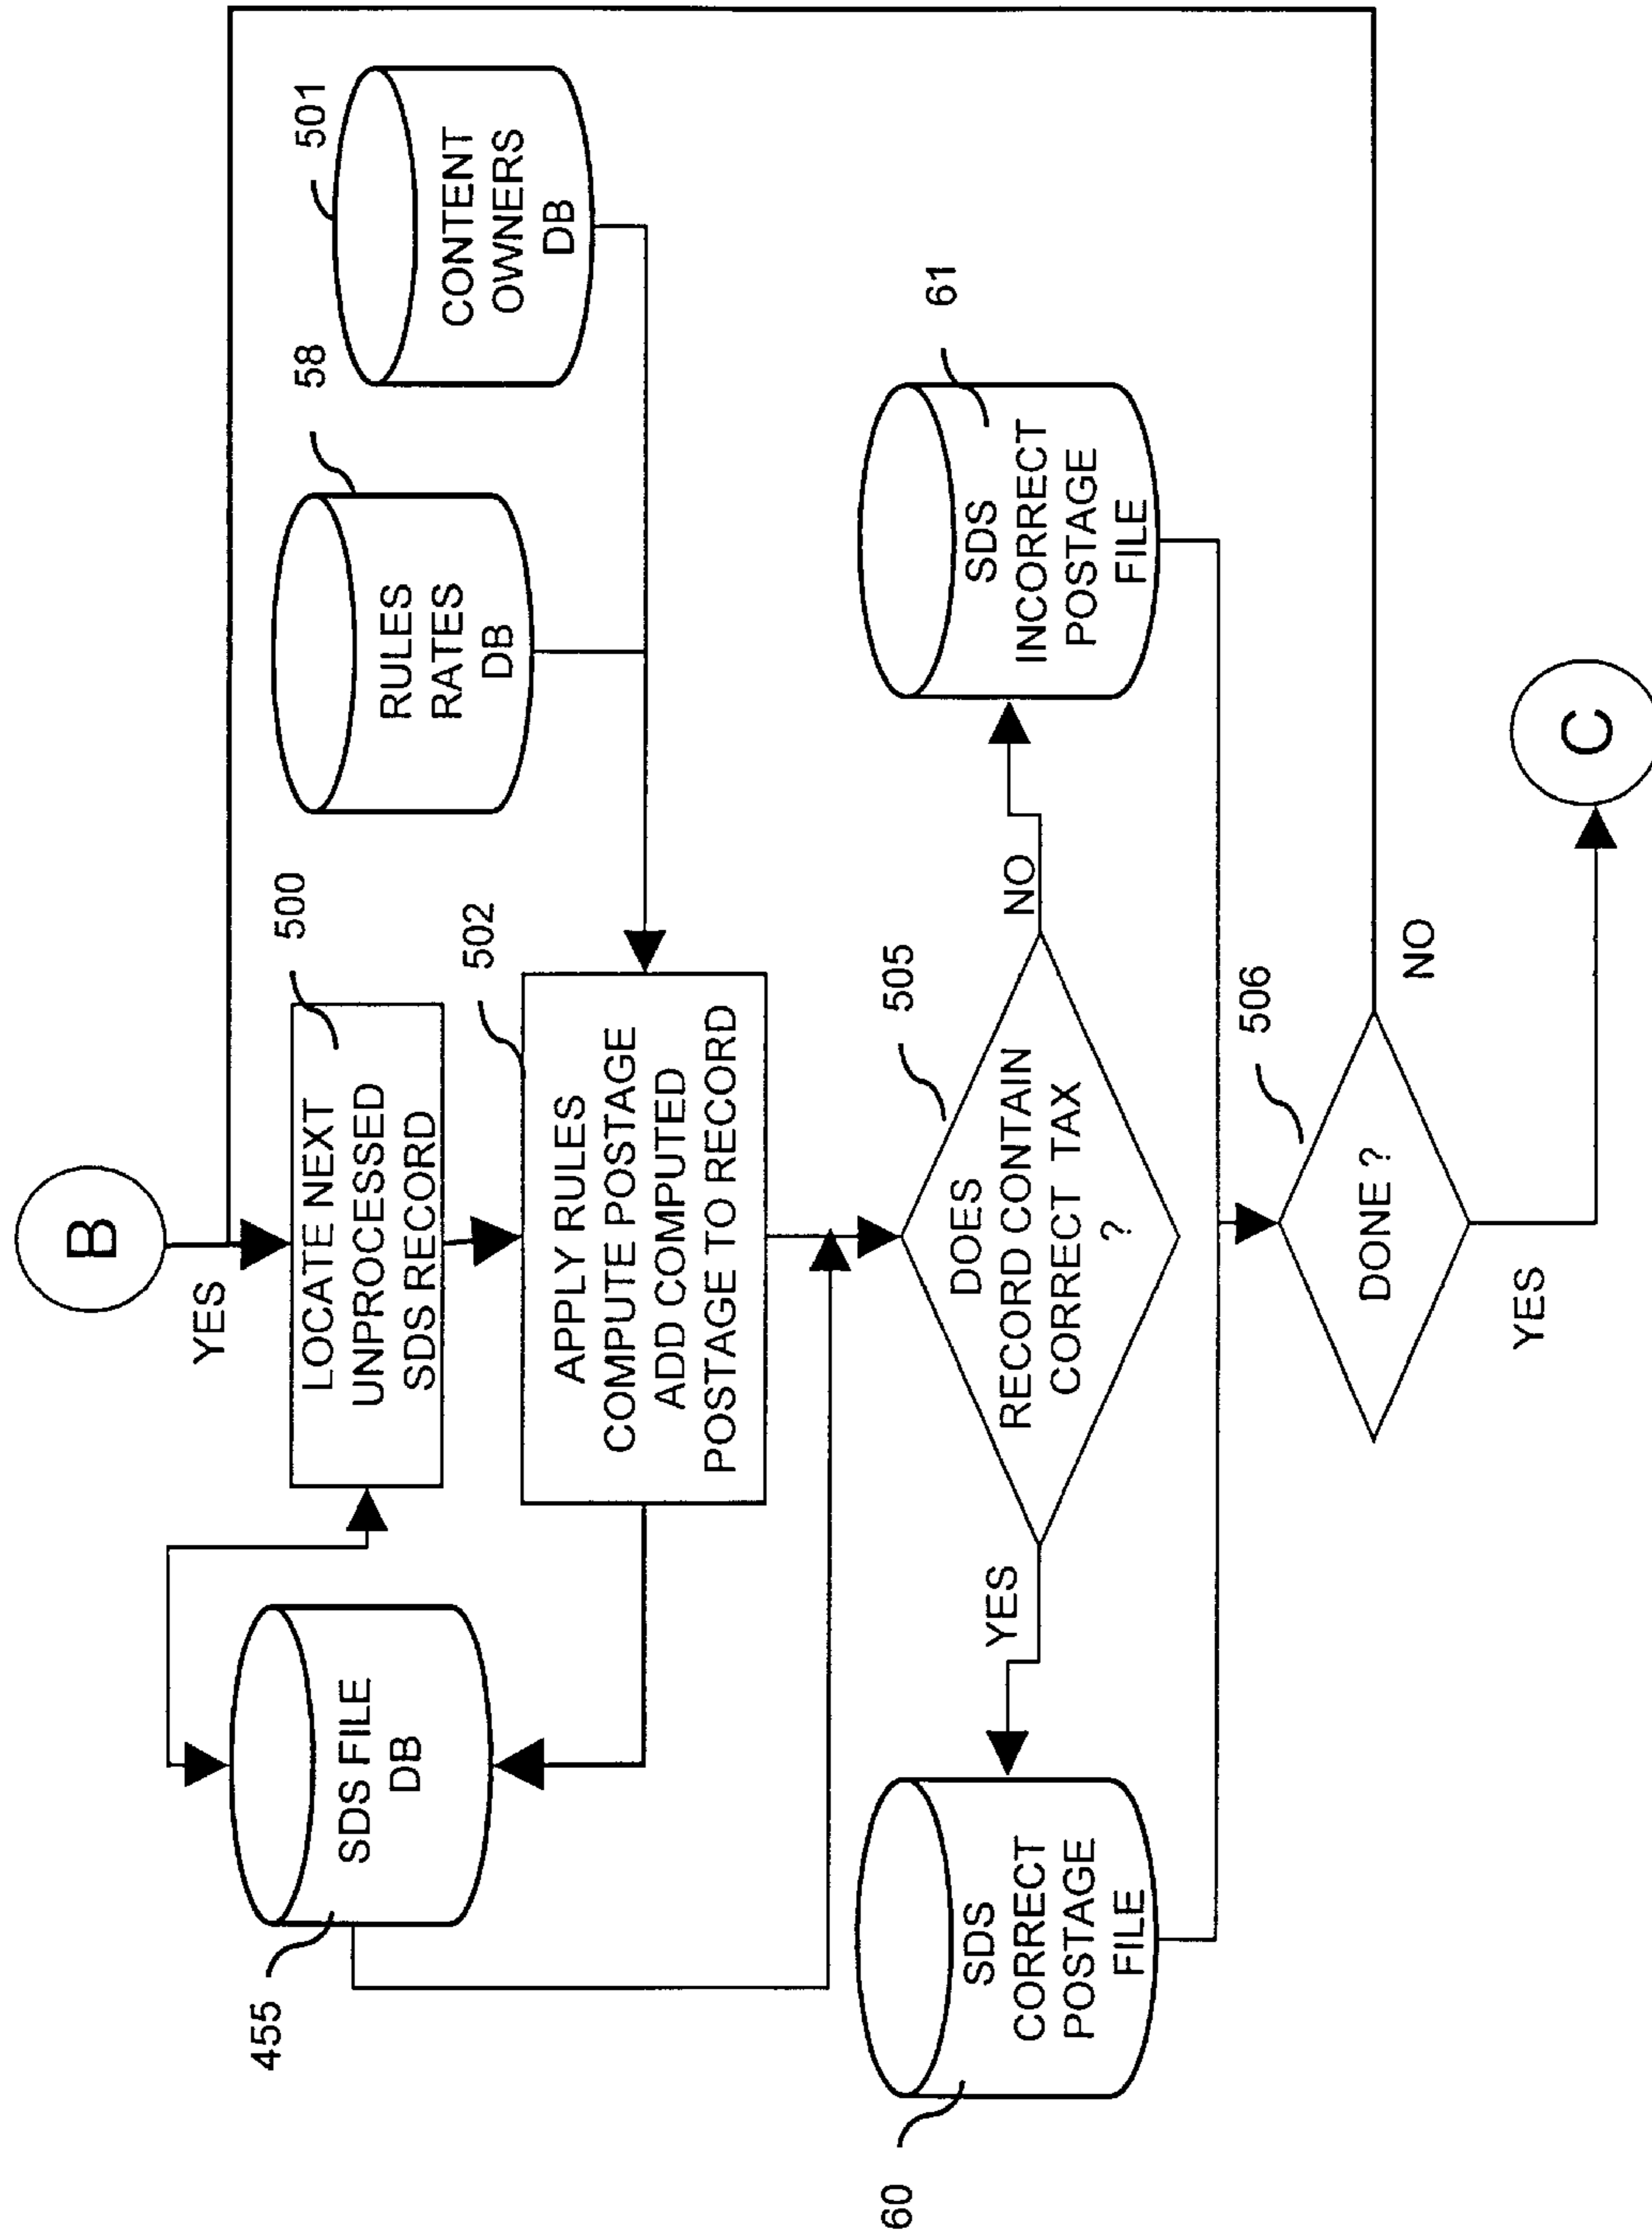 B
YES
501
CONTENT
OWNERS
DB
58
RULES
RATES
DB
500
LOCATE NEXT
UNPROCESSED
SDS RECORD
455
SDS FILE
DB
502
APPLY RULES
COMPUTE POSTAGE
ADD COMPUTED
POSTAGE TO RECORD
505
DOES
RECORD CONTAIN
CORRECT TAX
?
YES
NO
60
SDS
CORRECT
POSTAGE
FILE
61
SDS
INCORRECT
POSTAGE
FILE
506
DONE ?
NO
YES
C